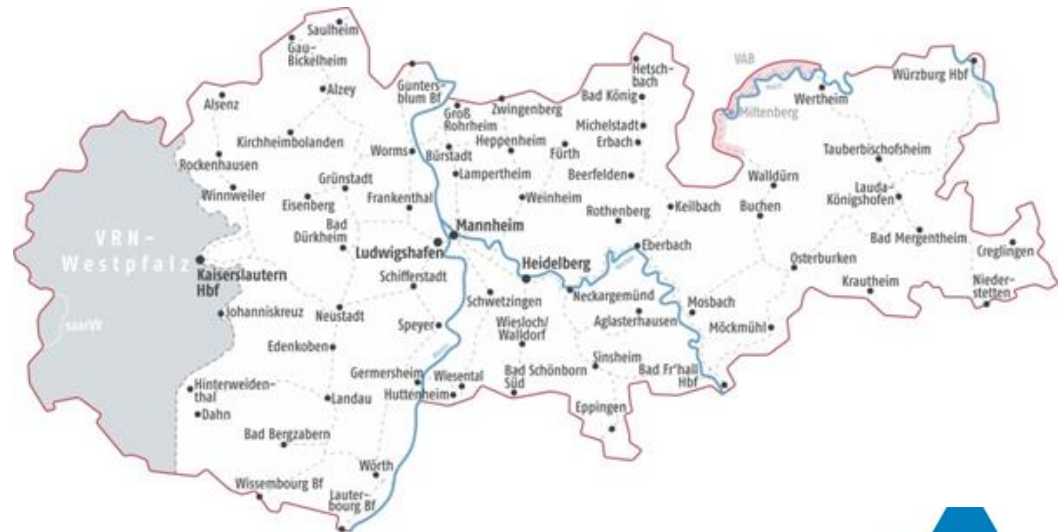 Saulheim
Gau-
Bickelheim
Alzey
Alsenz
Kirchheimbolanden
Rockenhausen
Winnweiler
Grünstadt
Eisenberg
Bad
Dürkheim
Frankenthal
Worms
Gunters-
blum Bf
Groß
Rohrheim
Zwingenberg
Bürstadt
Heppenheim
Lampertheim
Fürth
Weinheim
Hetsch-
bach
Bad König
Michelstadt
Erbach
Beerfelden
Rothenberg
Keilbach
Eberbach
VAB
Miltenberg
Wertheim
Würzburg Hbf
Tauberbischofsheim
Walldürn
Lauda-
Königshofen
Buchen
Bad Mergentheim
Creglingen
Osterburken
Krautheim
Nieder-
stetten
VRN-
Westpfalz
saarVV
Kaiserslautern
Hbf
Johanniskreuz
Mannheim
Ludwigshafen
Heidelberg
Schifferstadt
Neustadt
Speyer
Schwetzingen
Wiesloch/
Walldorf
Neckargemünd
Aglasterhausen
Mosbach
Möckmühl
Edenkoben
Germersheim
Huttenheim
Wiesental
Bad Schönborn
Süd
Sinsheim
Bad Fr'hall
Hbf
Eppingen
Hinterweiden-
thal
Dahn
Landau
Bad Bergzabern
Wörth
Wissembourg Bf
Lauter-
bourg Bf